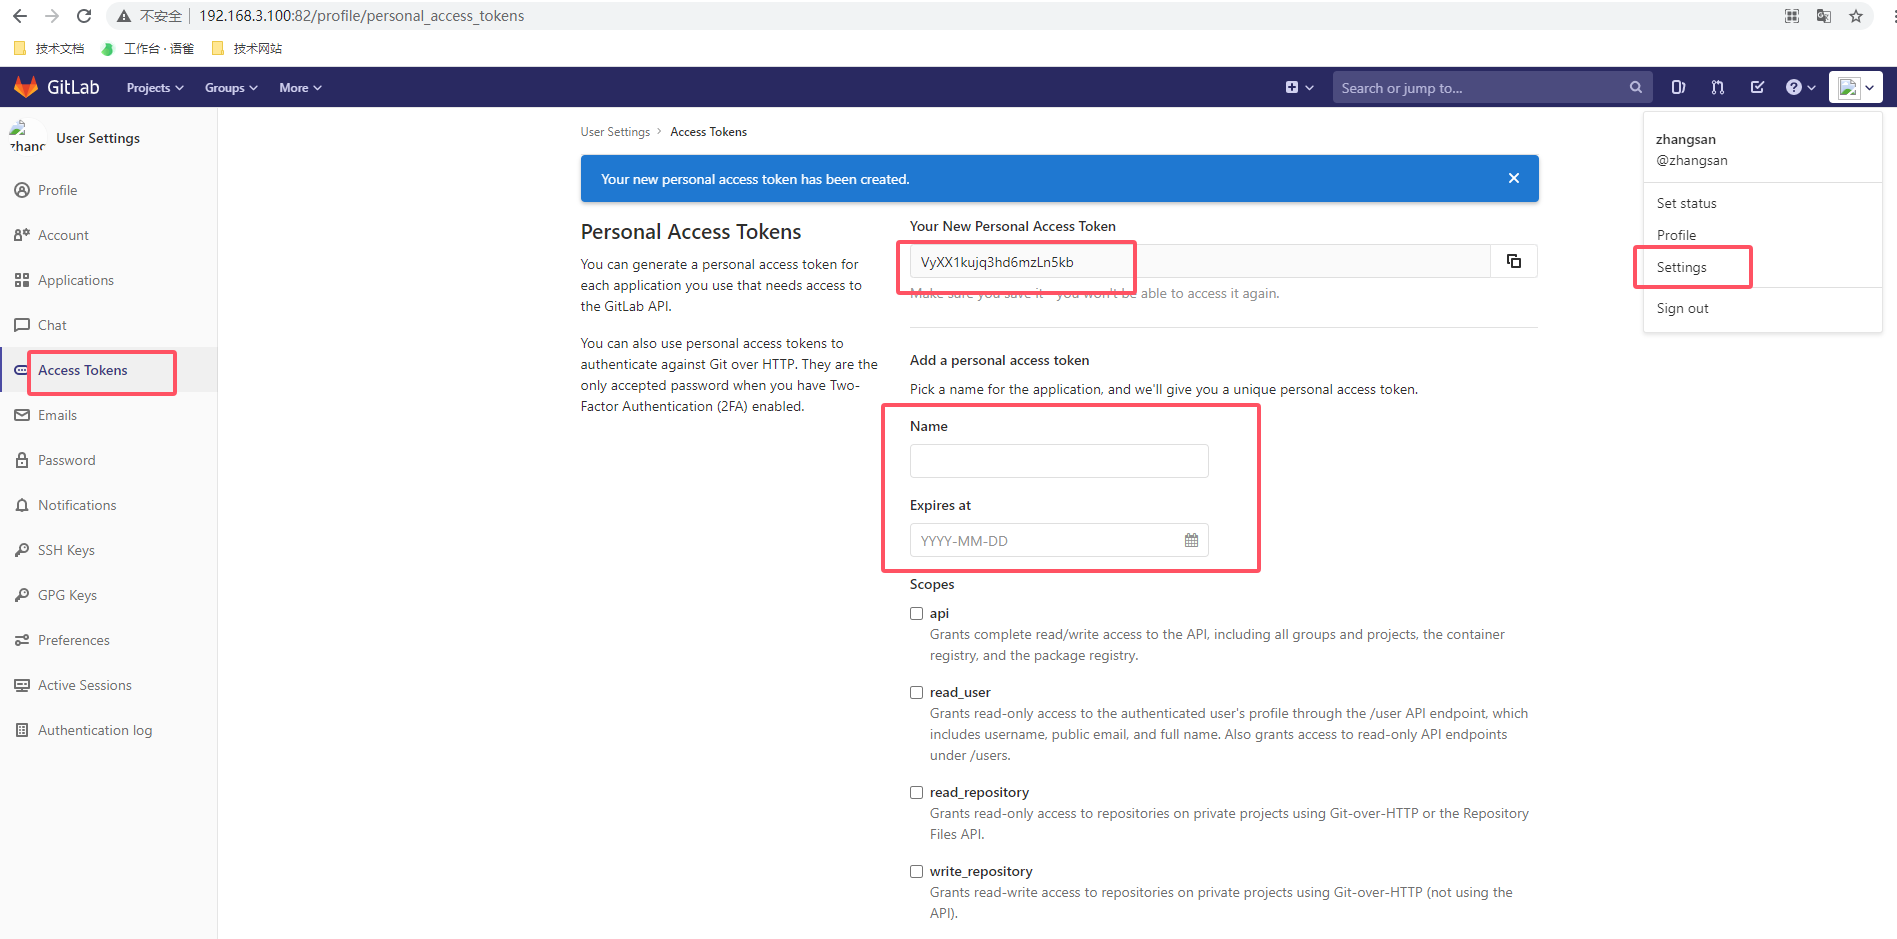 不安全 192.168.3.100:82/profile/personal_access_tokens
技术文档 工作台 · 语雀 技术网站
GitLab Projects Groups More Search or jump to...
zhang User Settings
Profile
Account
Applications
Chat
Access Tokens
Emails
Password
Notifications
SSH Keys
GPG Keys
Preferences
Active Sessions
Authentication log
User Settings > Access Tokens
Your new personal access token has been created.
Personal Access Tokens
You can generate a personal access token for
each application you use that needs access to
the GitLab API.
You can also use personal access tokens to
authenticate against Git over HTTP. They are the
only accepted password when you have Two-
Factor Authentication (2FA) enabled.
Your New Personal Access Token
VyXX1kujq3hd6mzLn5kb
Make sure you save it - you won't be able to access it again.
Add a personal access token
Pick a name for the application, and we'll give you a unique personal access token.
Name
Expires at
YYYY-MM-DD
Scopes
api
Grants complete read/write access to the API, including all groups and projects, the container
registry, and the package registry.
read_user
Grants read-only access to the authenticated user's profile through the /user API endpoint, which
includes username, public email, and full name. Also grants access to read-only API endpoints
under /users.
read_repository
Grants read-only access to repositories on private projects using Git-over-HTTP or the Repository
Files API.
write_repository
Grants read-write access to repositories on private projects using Git-over-HTTP (not using the
API).
zhangsan
@zhangsan
Set status
Profile
Settings
Sign out